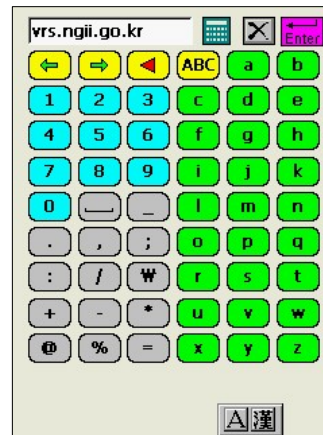 vrs.ngii.go.kr Enter
ABC a b
1 2 3 c d e
4 5 6 f g h
7 8 9 i j k
0 _ l m n
. , ; o p q
: / ₩ r s t
+ - * u v w
@ % = x y z
A 漢